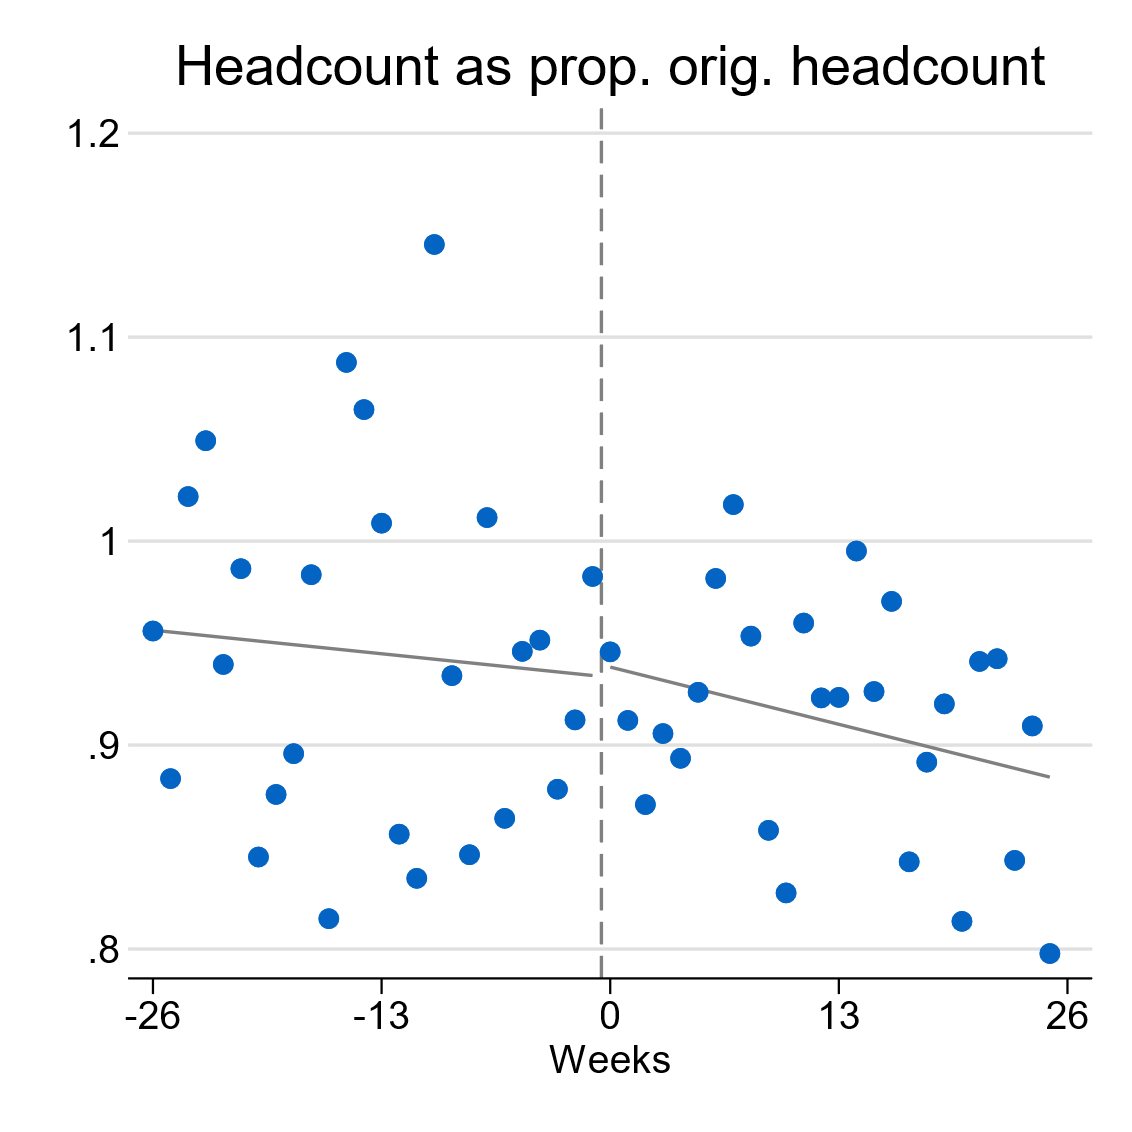 Headcount as prop. orig. headcount
1.2
1.1
1
.9
.8
-26 -13 0 13 26
Weeks